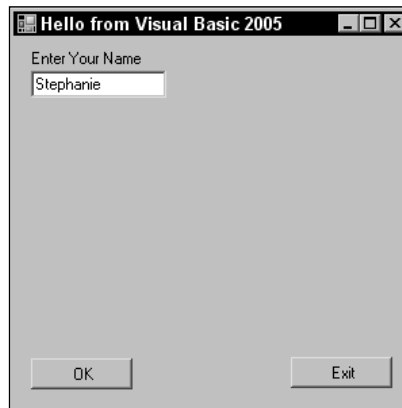 Hello from Visual Basic 2005
Enter Your Name
Stephanie
OK
Exit